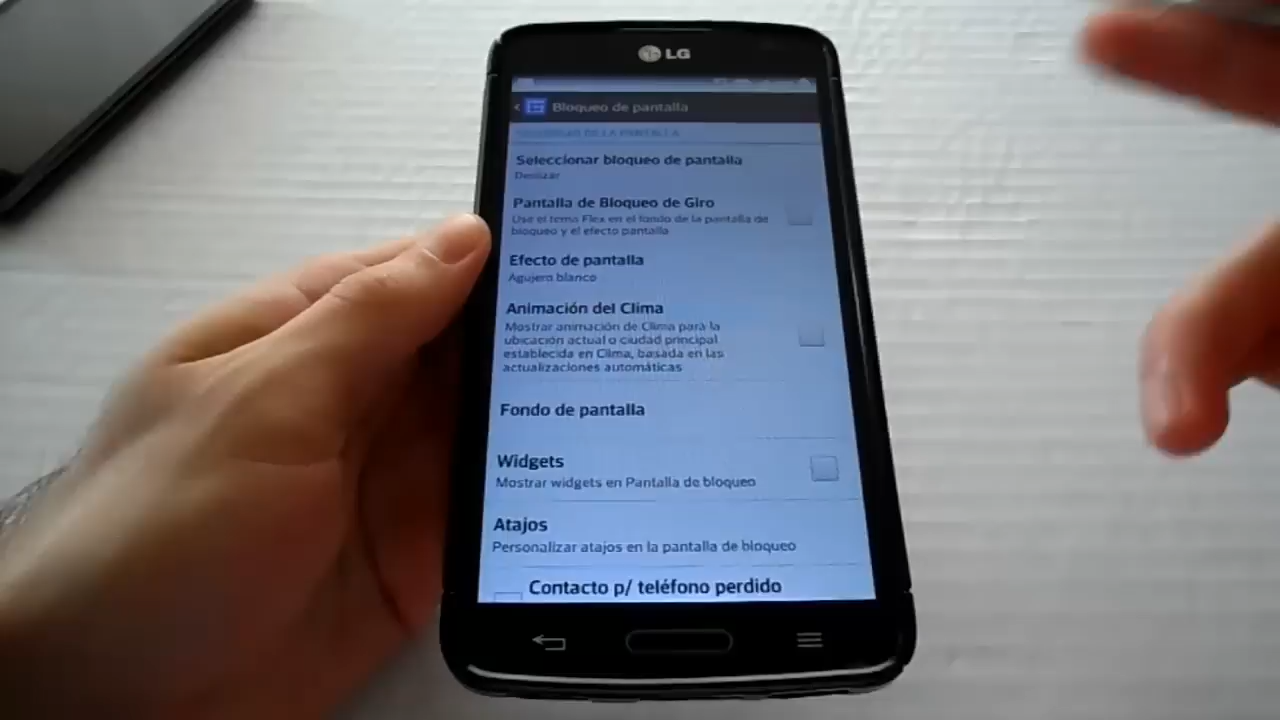 LG
Bloqueo de pantalla
SEGURIDAD DE LA PANTALLA
Seleccionar bloqueo de pantalla
Deslizar
Pantalla de Bloqueo de Giro
Use el tema Flex en el fondo de la pantalla de
bloqueo y el efecto pantalla
Efecto de pantalla
Agujero blanco
Animación del Clima
Mostrar animación de Clima para la
ubicación actual o ciudad principal
establecida en Clima, basada en las
actualizaciones automáticas
Fondo de pantalla
Widgets
Mostrar widgets en Pantalla de bloqueo
Atajos
Personalizar atajos en la pantalla de bloqueo
Contacto p/ teléfono perdido